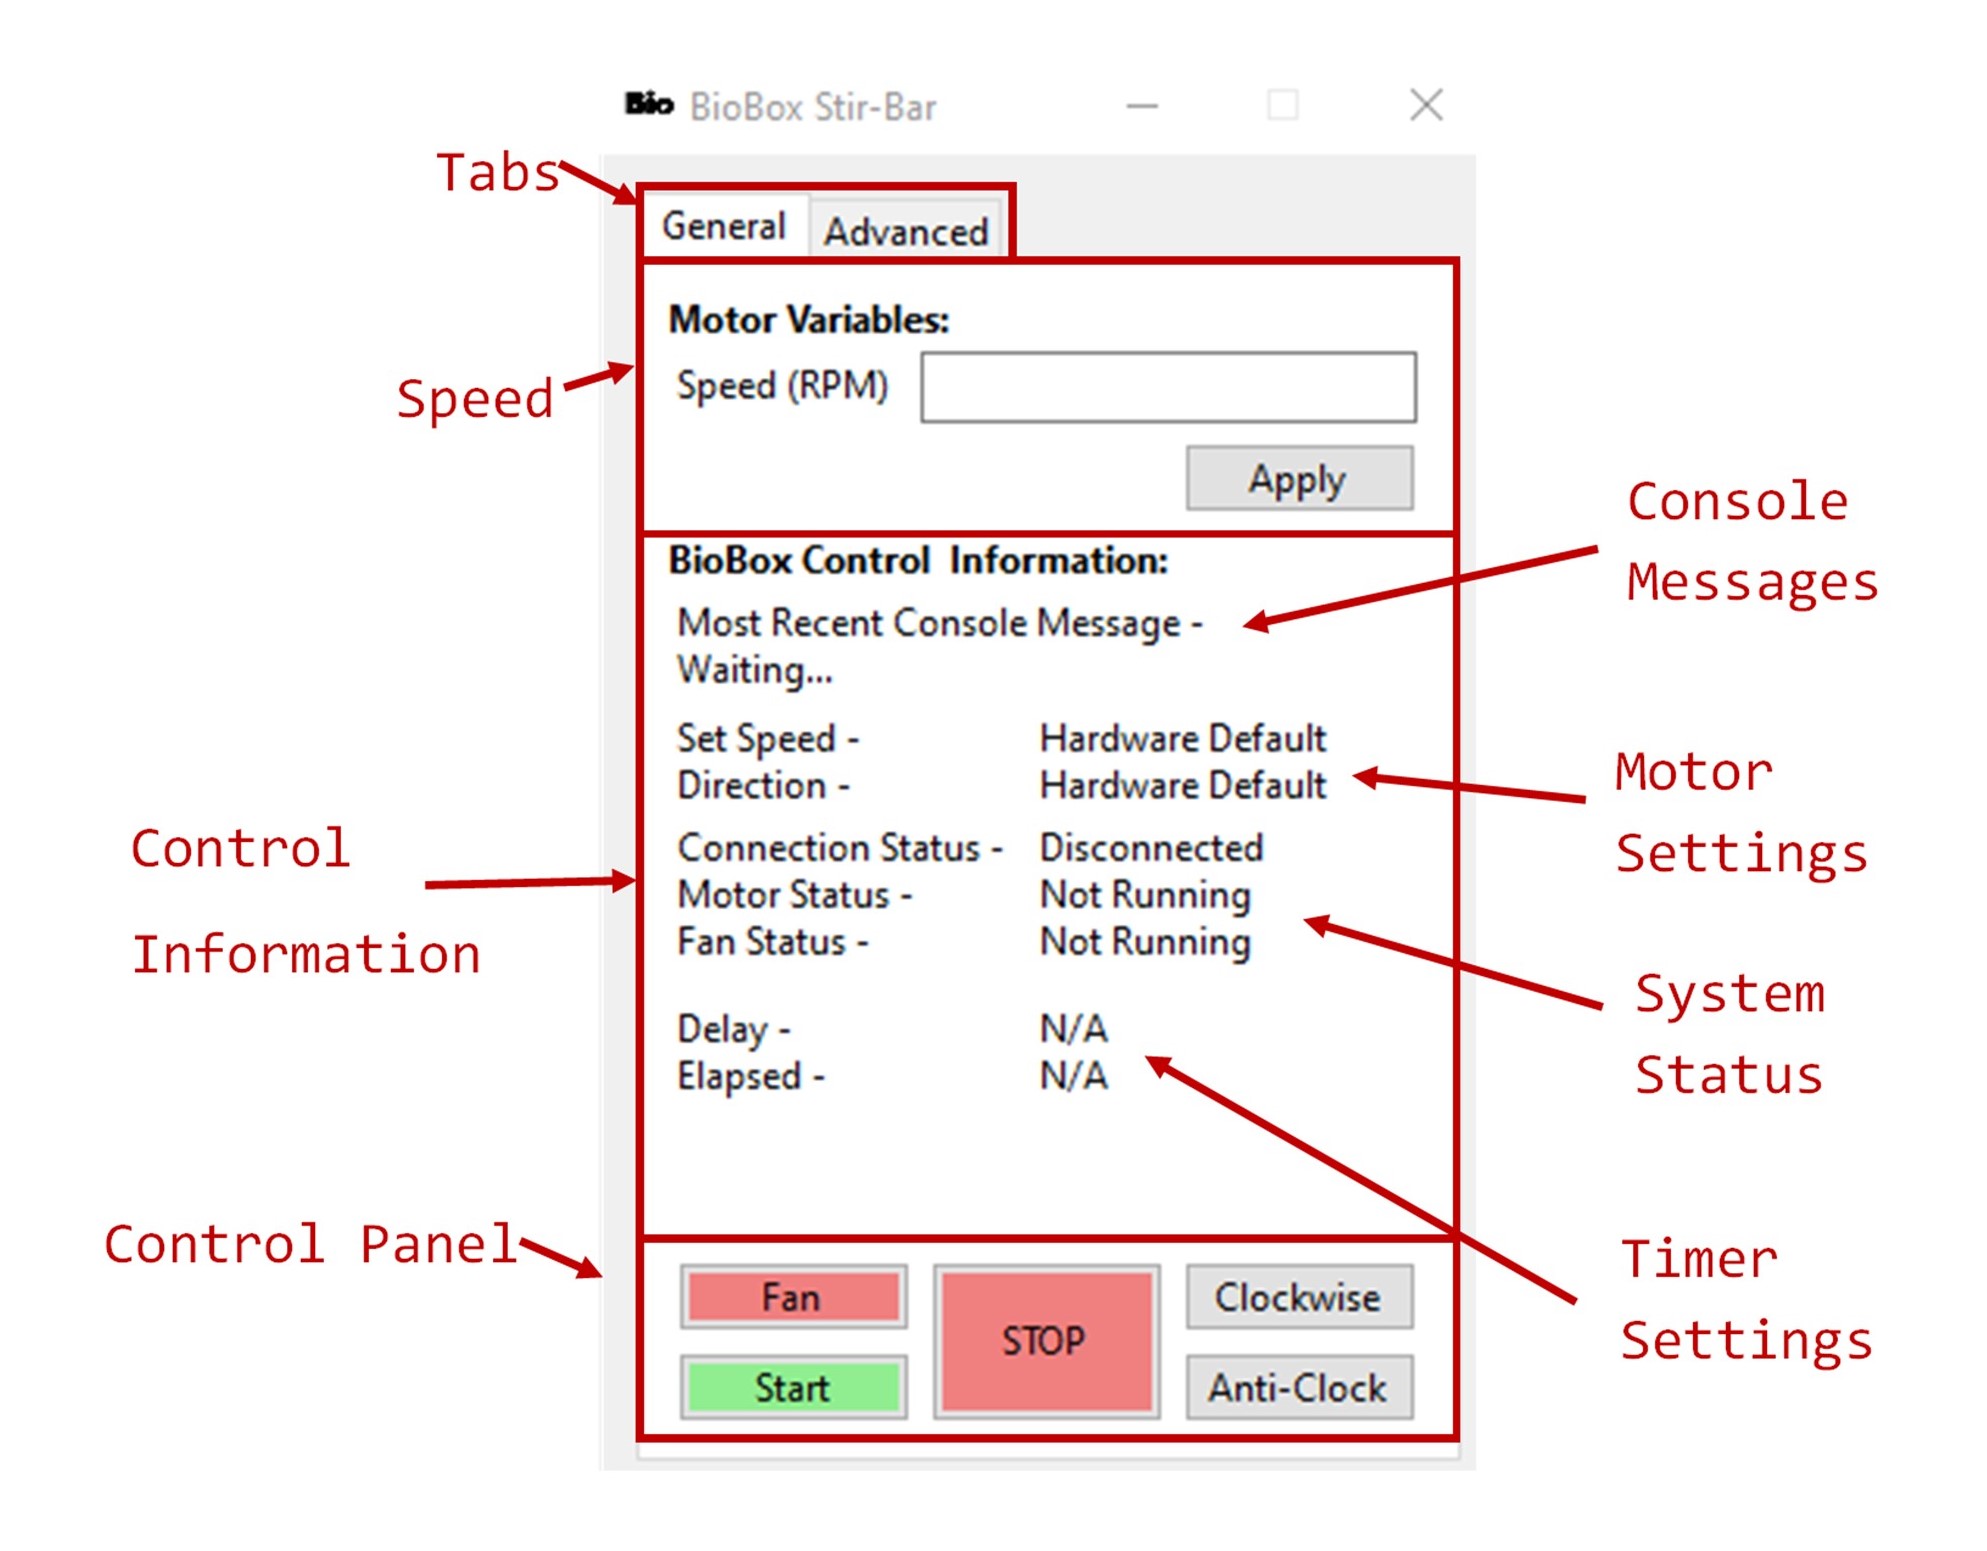 Bio BioBox Stir-Bar
Tabs
General Advanced
Motor Variables:
Speed (RPM)
Speed
Apply
Console
Messages
BioBox Control Information:
Most Recent Console Message -
Waiting...
Set Speed - Hardware Default
Direction - Hardware Default
Motor
Settings
Control
Information
Connection Status - Disconnected
Motor Status - Not Running
Fan Status - Not Running
System
Status
Delay - N/A
Elapsed - N/A
Control Panel
Timer
Settings
Fan
Start
STOP
Clockwise
Anti-Clock